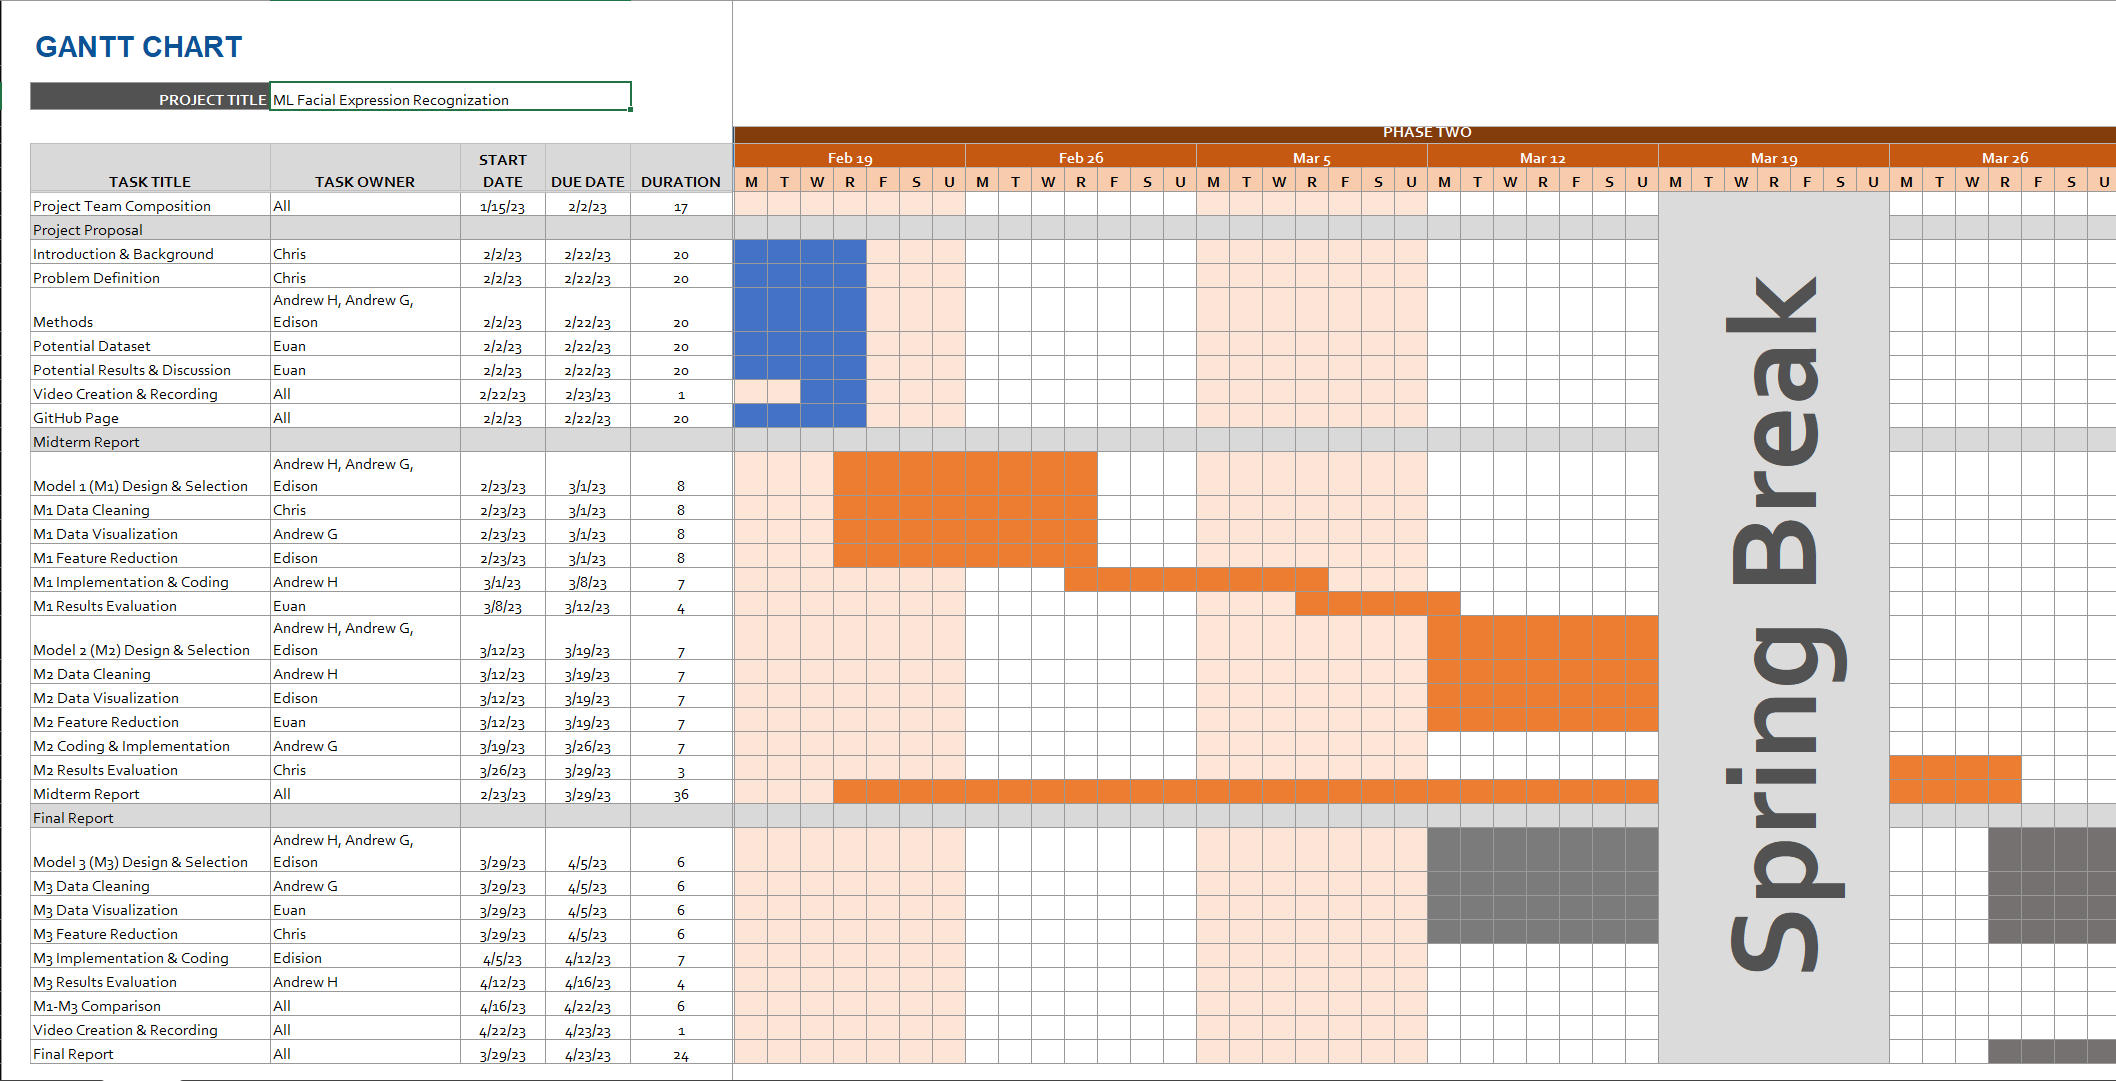 GANTT CHART
PROJECT TITLE ML Facial Expression Recognization
PHASE TWO
Feb 19 Feb 26 Mar 5 Mar 12 Mar 19 Mar 26
TASK TITLE TASK OWNER START DATE DUE DATE DURATION M T W R F S U M T W R F S U M T W R F S U M T W R F S U M T W R F S U M T W R F S U
Project Team Composition All 1/15/23 2/2/23 17
Project Proposal
Introduction & Background Chris 2/2/23 2/22/23 20
Problem Definition Chris 2/2/23 2/22/23 20
Methods Andrew H, Andrew G, Edison 2/2/23 2/22/23 20
Potential Dataset Euan 2/2/23 2/22/23 20
Potential Results & Discussion Euan 2/2/23 2/22/23 20
Video Creation & Recording All 2/22/23 2/23/23 1
GitHub Page All 2/2/23 2/22/23 20
Midterm Report
Model 1 (M1) Design & Selection Andrew H, Andrew G, Edison 2/23/23 3/1/23 8
M1 Data Cleaning Chris 2/23/23 3/1/23 8
M1 Data Visualization Andrew G 2/23/23 3/1/23 8
M1 Feature Reduction Edison 2/23/23 3/1/23 8
M1 Implementation & Coding Andrew H 3/1/23 3/8/23 7
M1 Results Evaluation Euan 3/8/23 3/12/23 4
Model 2 (M2) Design & Selection Andrew H, Andrew G, Edison 3/12/23 3/19/23 7
M2 Data Cleaning Andrew H 3/12/23 3/19/23 7
M2 Data Visualization Edison 3/12/23 3/19/23 7
M2 Feature Reduction Euan 3/12/23 3/19/23 7
M2 Coding & Implementation Andrew G 3/19/23 3/26/23 7
M2 Results Evaluation Chris 3/26/23 3/29/23 3
Midterm Report All 2/23/23 3/29/23 36
Final Report
Model 3 (M3) Design & Selection Andrew H, Andrew G, Edison 3/29/23 4/5/23 6
M3 Data Cleaning Andrew G 3/29/23 4/5/23 6
M3 Data Visualization Euan 3/29/23 4/5/23 6
M3 Feature Reduction Chris 3/29/23 4/5/23 6
M3 Implementation & Coding Edision 4/5/23 4/12/23 7
M3 Results Evaluation Andrew H 4/12/23 4/16/23 4
M1-M3 Comparison All 4/16/23 4/22/23 6
Video Creation & Recording All 4/22/23 4/23/23 1
Final Report All 3/29/23 4/23/23 24
Spring Break